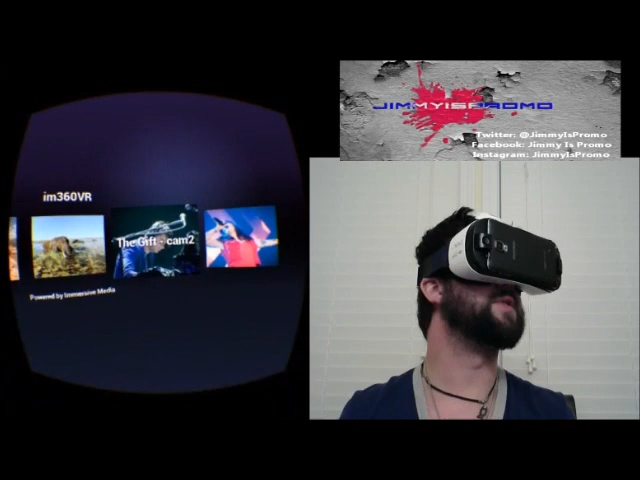 JIMMYISPROMO
Twitter: @JimmyIsPromo
Facebook: Jimmy Is Promo
Instagram: JimmyIsPromo
im360VR
The Gift - cam2
Powered by Immersive Media